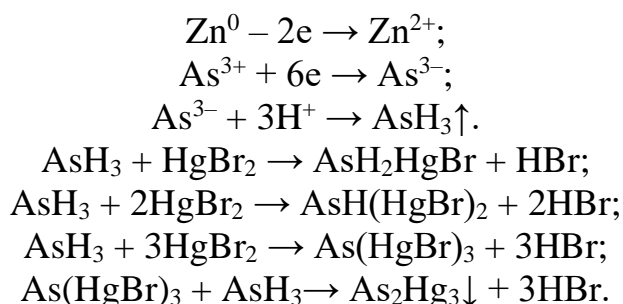 Zn⁰ – 2e → Zn²⁺;
As³⁺ + 6e → As³⁻;
As³⁻ + 3H⁺ → AsH₃↑.
AsH₃ + HgBr₂ → AsH₂HgBr + HBr;
AsH₃ + 2HgBr₂ → AsH(HgBr)₂ + 2HBr;
AsH₃ + 3HgBr₂ → As(HgBr)₃ + 3HBr;
As(HgBr)₃ + AsH₃→ As₂Hg₃↓ + 3HBr.